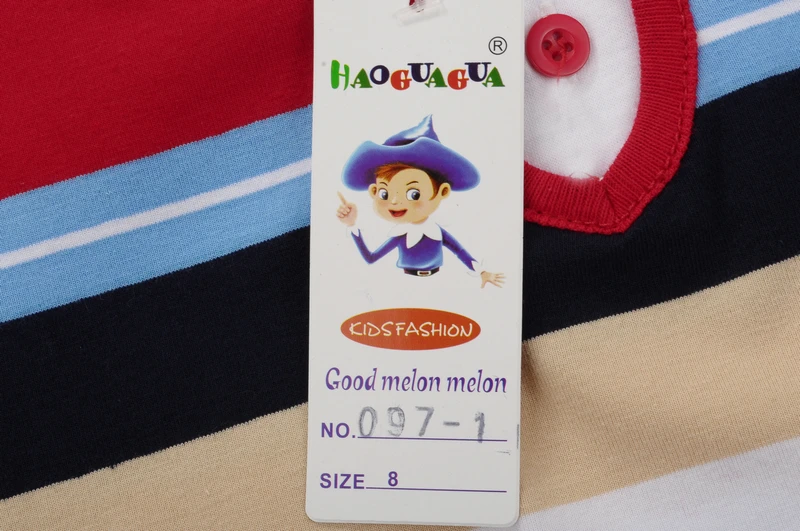 ®
HAOGUAGUA
KIDSFASHION
Good melon melon
NO. 097-1
SIZE 8